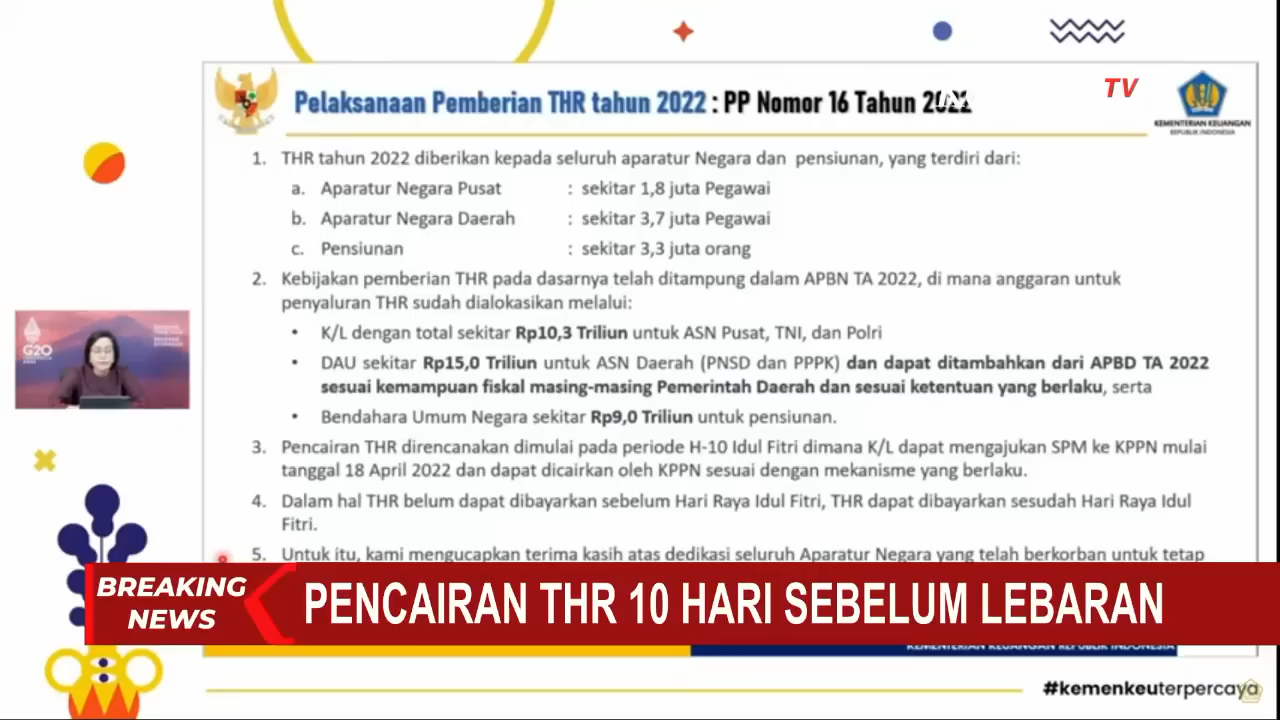 Pelaksanaan Pemberian THR tahun 2022 : PP Nomor 16 Tahun 2022
TV
KEMENTERIAN KEUANGAN
REPUBLIK INDONESIA
1. THR tahun 2022 diberikan kepada seluruh aparatur Negara dan pensiunan, yang terdiri dari:
a. Aparatur Negara Pusat : sekitar 1,8 juta Pegawai
b. Aparatur Negara Daerah : sekitar 3,7 juta Pegawai
c. Pensiunan : sekitar 3,3 juta orang
2. Kebijakan pemberian THR pada dasarnya telah ditampung dalam APBN TA 2022, di mana anggaran untuk
penyaluran THR sudah dialokasikan melalui:
• K/L dengan total sekitar Rp10,3 Triliun untuk ASN Pusat, TNI, dan Polri
• DAU sekitar Rp15,0 Triliun untuk ASN Daerah (PNSD dan PPPK) dan dapat ditambahkan dari APBD TA 2022
sesuai kemampuan fiskal masing-masing Pemerintah Daerah dan sesuai ketentuan yang berlaku, serta
• Bendahara Umum Negara sekitar Rp9,0 Triliun untuk pensiunan.
G20
3. Pencairan THR direncanakan dimulai pada periode H-10 Idul Fitri dimana K/L dapat mengajukan SPM ke KPPN mulai
tanggal 18 April 2022 dan dapat dicairkan oleh KPPN sesuai dengan mekanisme yang berlaku.
4. Dalam hal THR belum dapat dibayarkan sebelum Hari Raya Idul Fitri, THR dapat dibayarkan sesudah Hari Raya Idul
Fitri.
5. Untuk itu, kami mengucapkan terima kasih atas dedikasi seluruh Aparatur Negara yang telah berkorban untuk tetap
BREAKING
NEWS
PENCAIRAN THR 10 HARI SEBELUM LEBARAN
KEMENTERIAN KEUANGAN REPUBLIK INDONESIA
#kemenkeuterpercaya